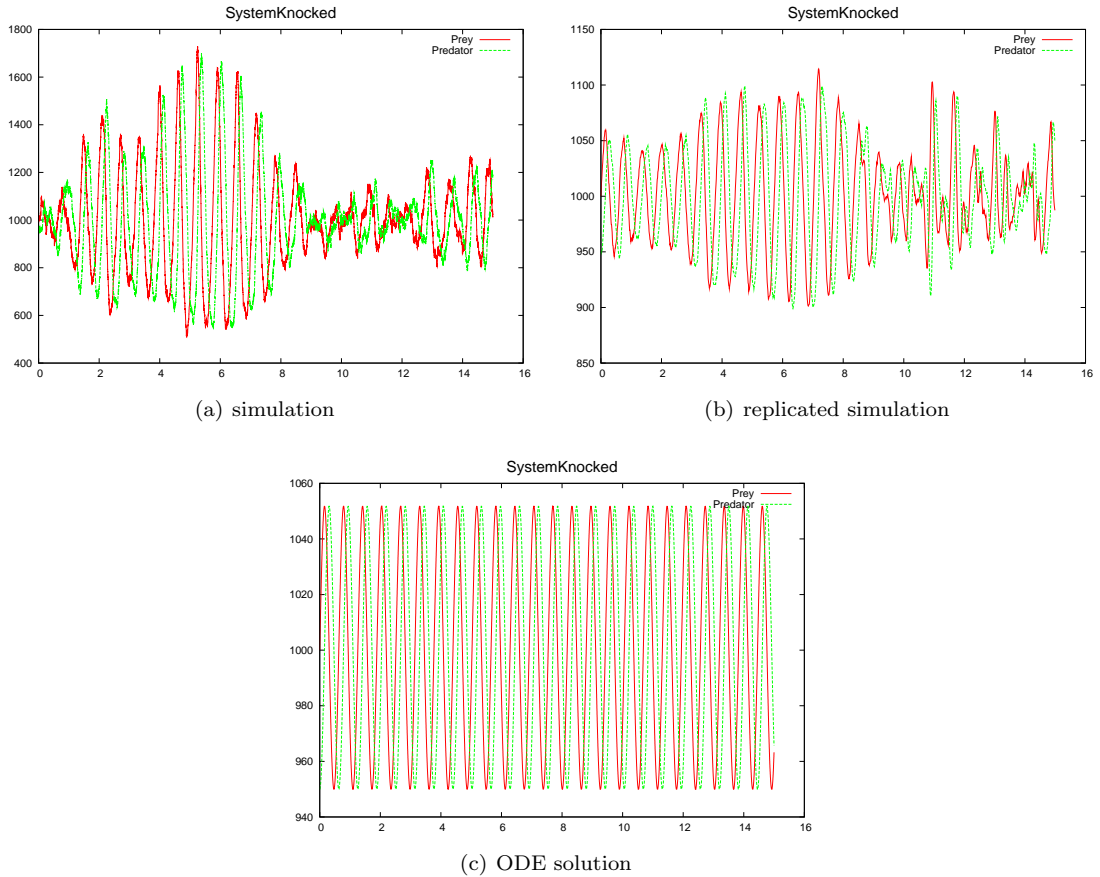 SystemKnocked
1800
1600
1400
1200
1000
800
600
400
0 2 4 6 8 10 12 14 16
Prey
Predator
(a) simulation
SystemKnocked
1150
1100
1050
1000
950
900
850
0 2 4 6 8 10 12 14 16
Prey
Predator
(b) replicated simulation
SystemKnocked
1060
1040
1020
1000
980
960
940
0 2 4 6 8 10 12 14 16
Prey
Predator
(c) ODE solution